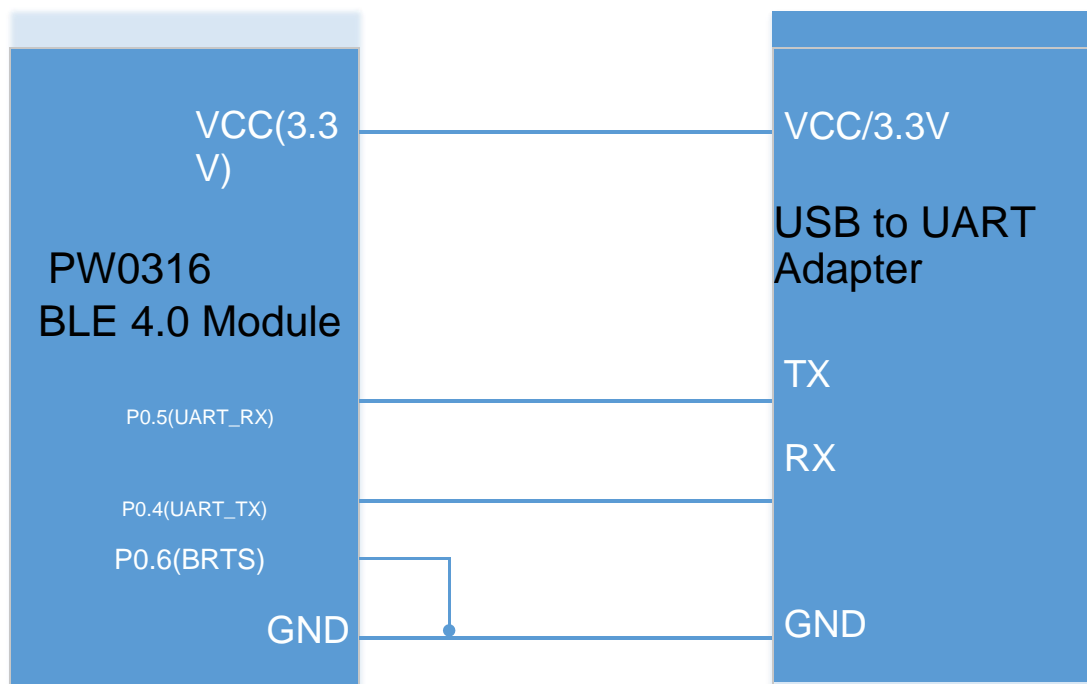 VCC(3.3
V)
PW0316
BLE 4.0 Module
P0.5(UART_RX)
P0.4(UART_TX)
P0.6(BRTS)
GND
VCC/3.3V
USB to UART
Adapter
TX
RX
GND